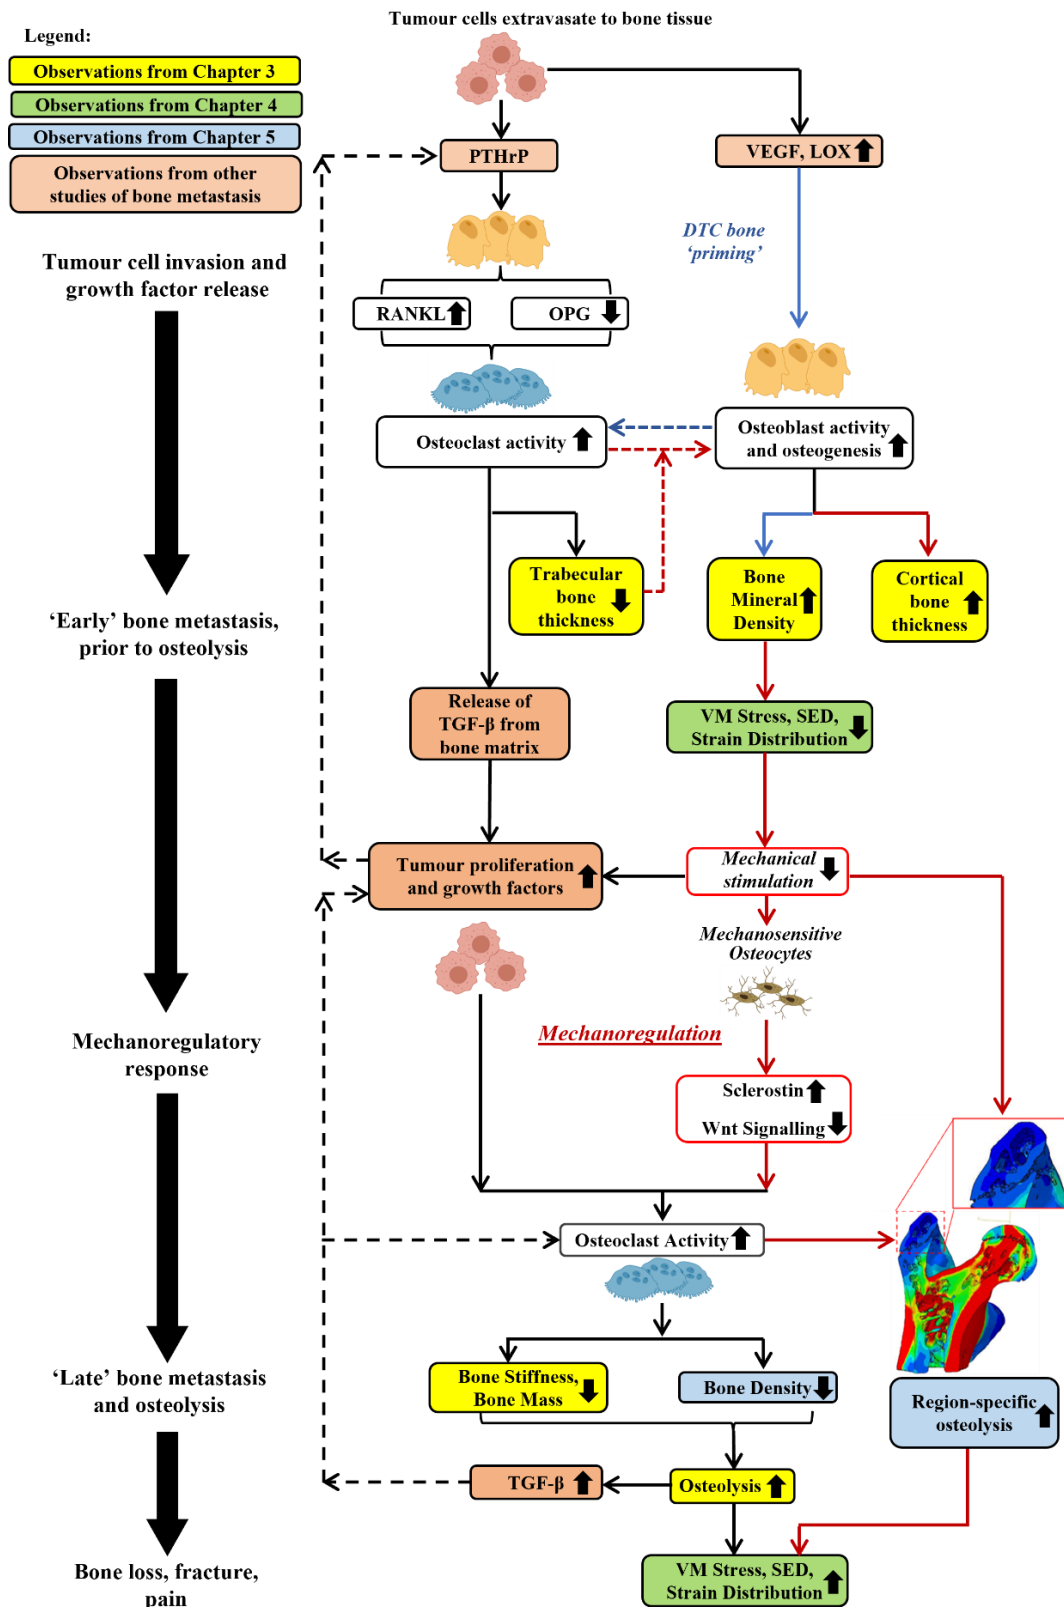 Tumour cells extravasate to bone tissue
Legend:
Observations from Chapter 3
Observations from Chapter 4
Observations from Chapter 5
Observations from other
studies of bone metastasis
PTHrP
VEGF, LOX
DTC bone
‘priming’
Tumour cell invasion and
growth factor release
RANKL
OPG
Osteoclast activity
Osteoblast activity
and osteogenesis
Trabecular
bone
thickness
Bone
Mineral
Density
Cortical
bone
thickness
‘Early’ bone metastasis,
prior to osteolysis
Release of
TGF-β from
bone matrix
VM Stress, SED,
Strain Distribution
Tumour proliferation
and growth factors
Mechanical
stimulation
Mechanosensitive
Osteocytes
Mechanoregulation
Mechanoregulatory
response
Sclerostin
Wnt Signalling
Osteoclast Activity
‘Late’ bone metastasis
and osteolysis
Bone Stiffness,
Bone Mass
Bone Density
Region-specific
osteolysis
TGF-β
Osteolysis
Bone loss, fracture,
pain
VM Stress, SED,
Strain Distribution